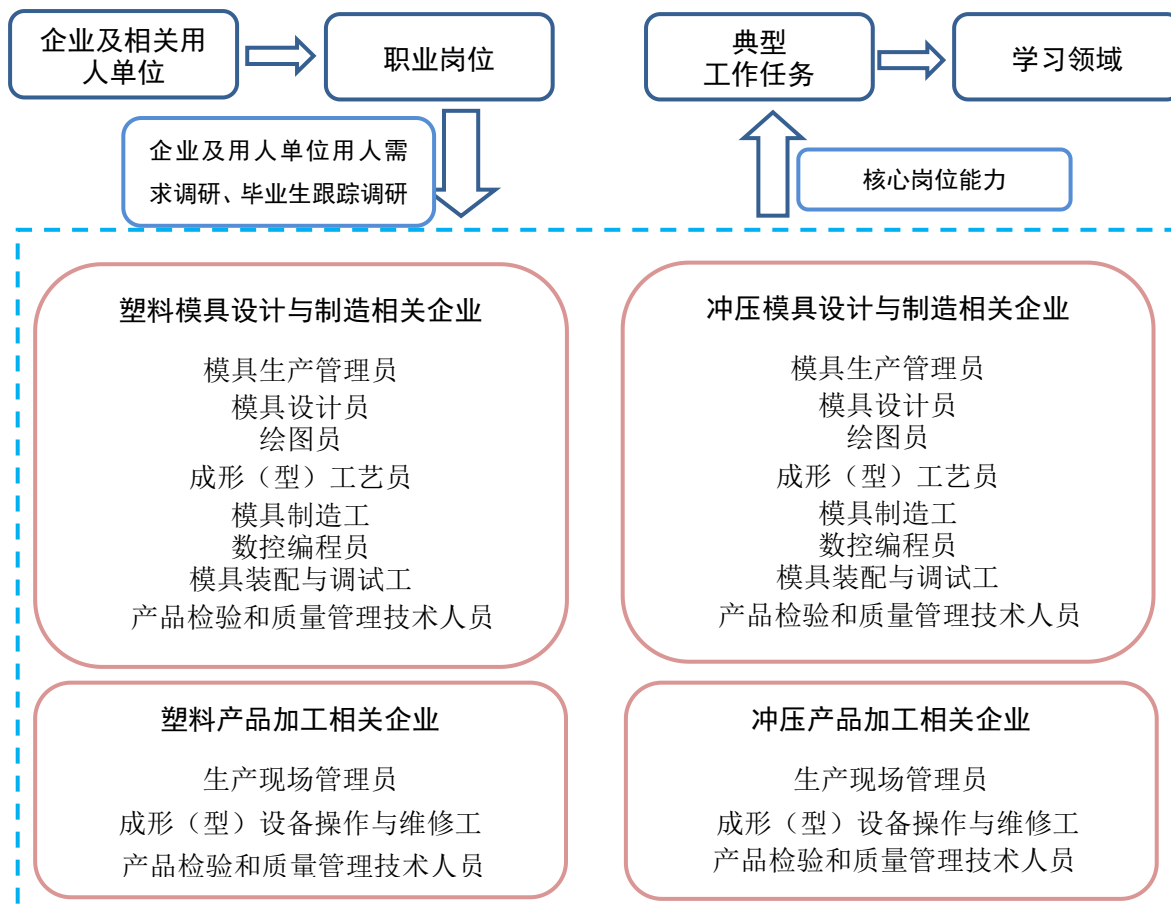 企业及相关用
人单位
职业岗位
典型
工作任务
学习领域
企业及用人单位用人需
求调研、毕业生跟踪调研
核心岗位能力
塑料模具设计与制造相关企业
模具生产管理员
模具设计员
绘图员
成形（型）工艺员
模具制造工
数控编程员
模具装配与调试工
产品检验和质量管理技术人员
冲压模具设计与制造相关企业
模具生产管理员
模具设计员
绘图员
成形（型）工艺员
模具制造工
数控编程员
模具装配与调试工
产品检验和质量管理技术人员
塑料产品加工相关企业
生产现场管理员
成形（型）设备操作与维修工
产品检验和质量管理技术人员
冲压产品加工相关企业
生产现场管理员
成形（型）设备操作与维修工
产品检验和质量管理技术人员